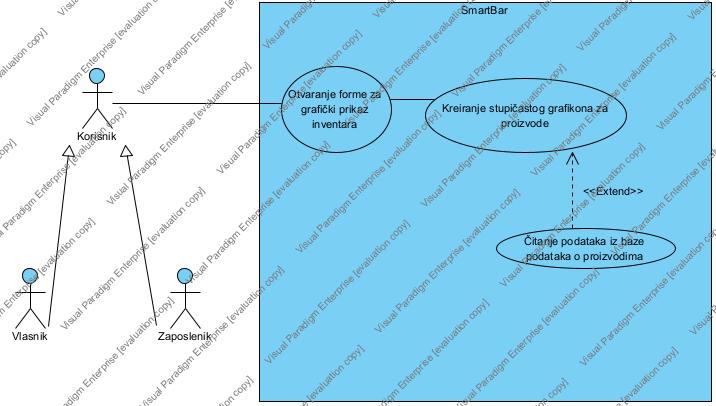 SmartBar
Otvaranje forme za
grafički prikaz
inventara
Kreiranje stupičastog grafikona za
proizvode
Korisnik
<<Extend>>
Čitanje podataka iz baze
podataka o proizvodima
Vlasnik
Zaposlenik
Visual Paradigm Enterprise [evaluation copy]